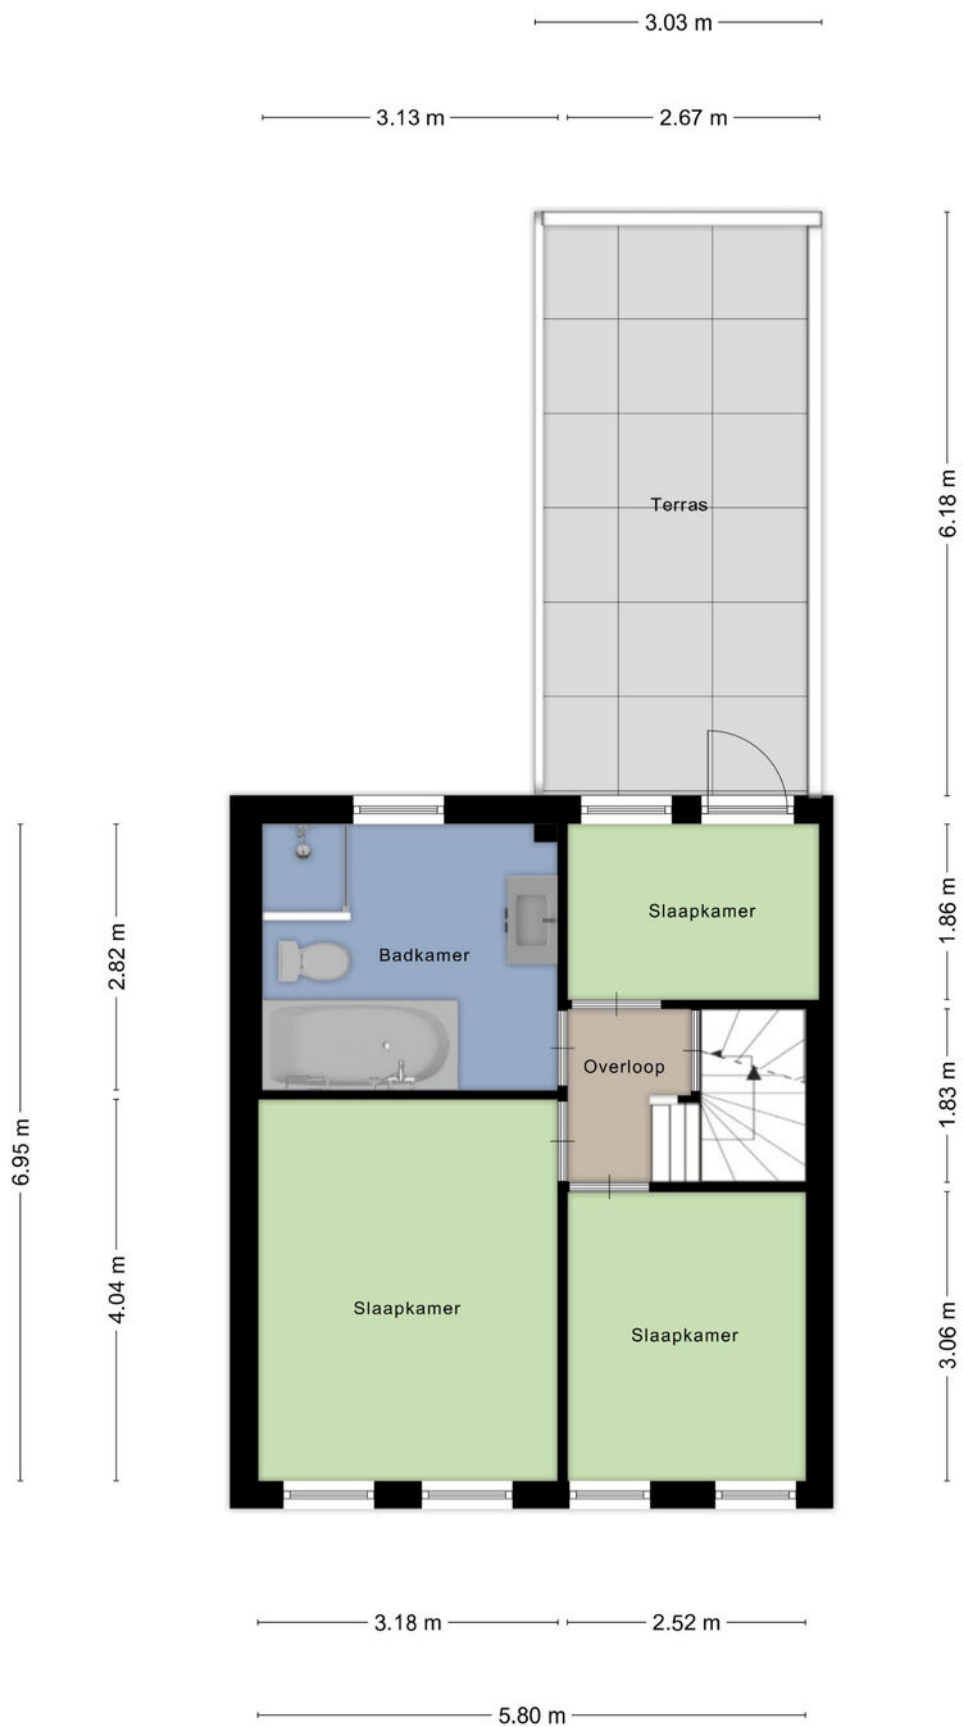 3.03 m
3.13 m
2.67 m
Terras
6.18 m
Slaapkamer
1.86 m
Badkamer
2.82 m
Overloop
1.83 m
6.95 m
4.04 m
Slaapkamer
Slaapkamer
3.06 m
3.18 m
2.52 m
5.80 m